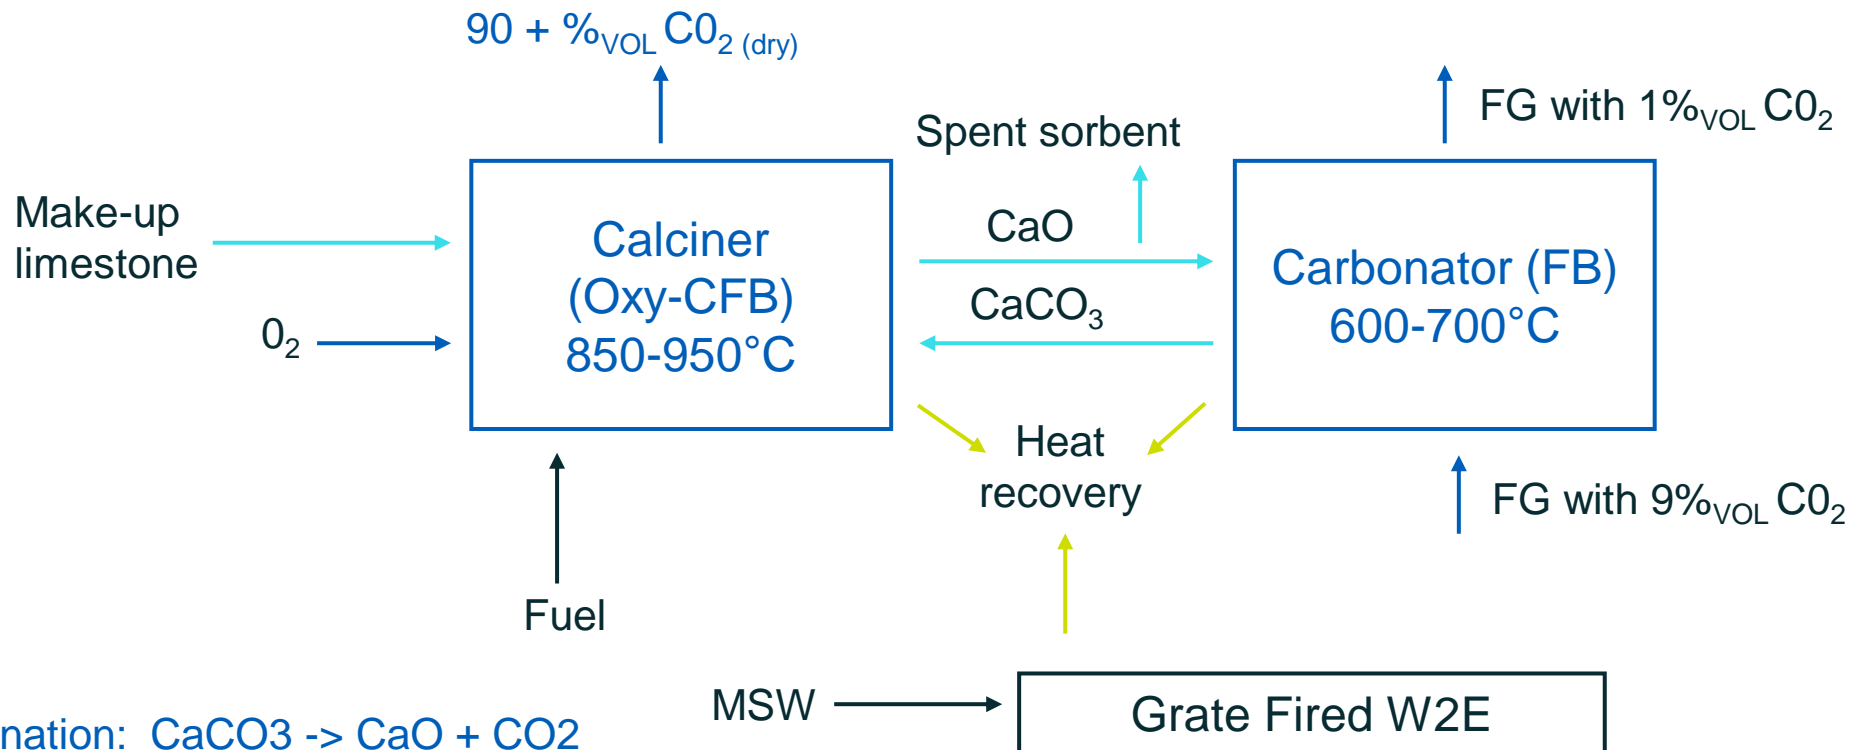 90 + %VOL C02 (dry)
FG with 1%VOL C02
Spent sorbent
Make-up
limestone
Calciner
(Oxy-CFB)
850-950°C
CaO
CaCO3
Carbonator (FB)
600-700°C
02
Heat
recovery
FG with 9%VOL C02
Fuel
MSW
Grate Fired W2E
nation: CaCO3 -> CaO + CO2